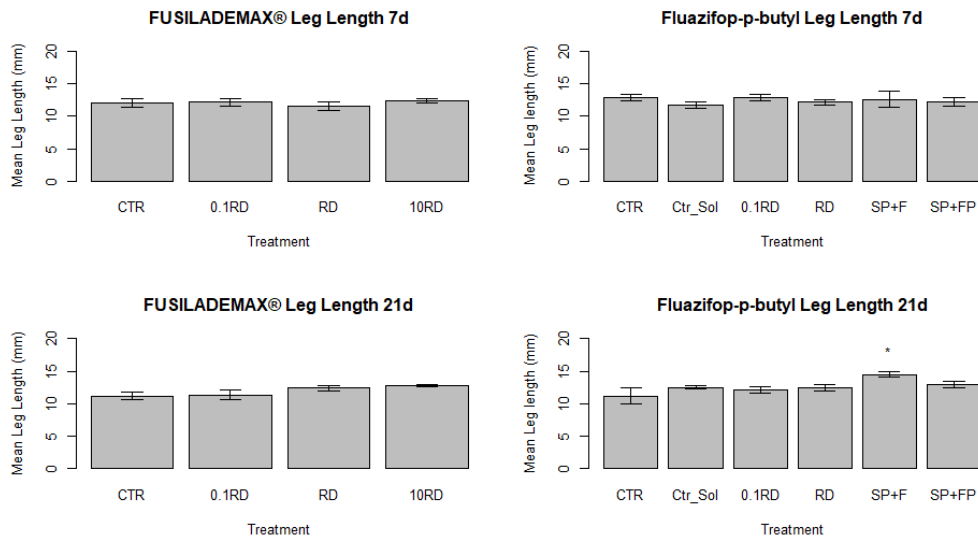 FUSILADEMAX® Leg Length 7d
Mean Leg Length (mm)
20
15
10
5
0
CTR 0.1RD RD 10RD
Treatment
Fluazifop-p-butyl Leg Length 7d
Mean Leg length (mm)
20
15
10
5
0
CTR Ctr_Sol 0.1RD RD SP+F SP+FP
Treatment
FUSILADEMAX® Leg Length 21d
Mean Leg Length (mm)
20
15
10
5
0
CTR 0.1RD RD 10RD
Treatment
Fluazifop-p-butyl Leg Length 21d
Mean Leg length (mm)
20
15
10
5
0
*
CTR Ctr_Sol 0.1RD RD SP+F SP+FP
Treatment